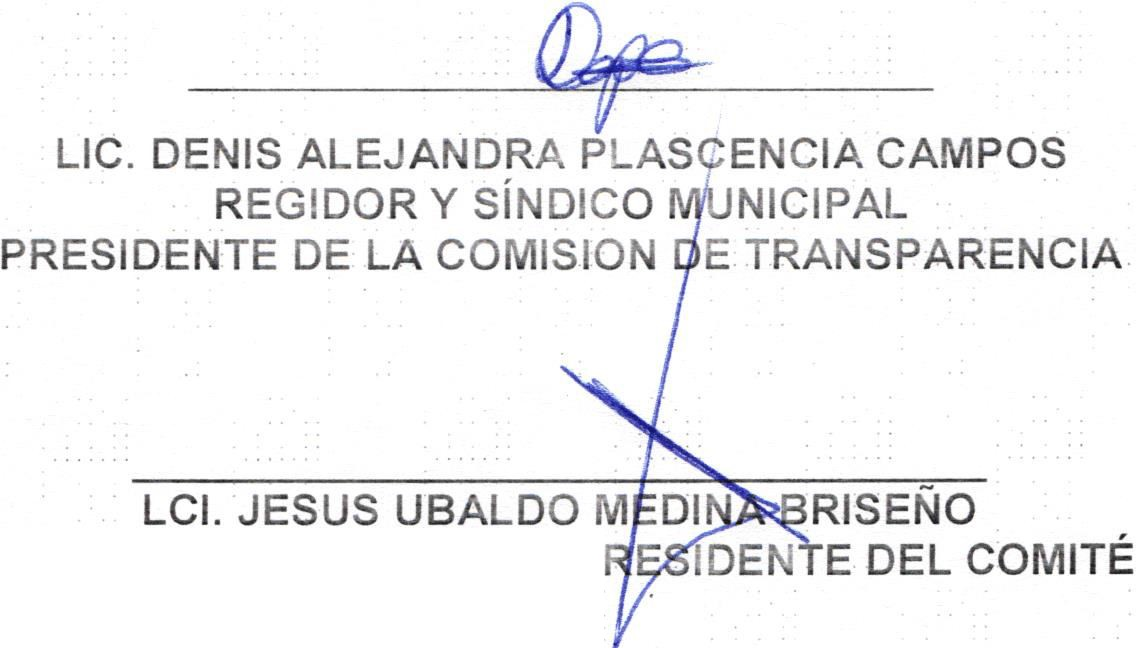 LIC. DENIS ALEJANDRA PLASCENCIA CAMPOS
REGIDOR Y SÍNDICO MUNICIPAL
PRESIDENTE DE LA COMISION DE TRANSPARENCIA
LCI. JESUS UBALDO MEDINA BRISEÑO
RESIDENTE DEL COMITÉ